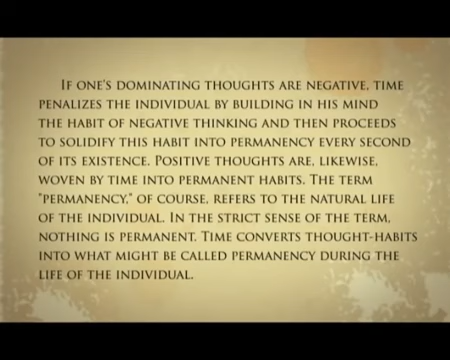 IF ONE'S DOMINATING THOUGHTS ARE NEGATIVE, TIME
PENALIZES THE INDIVIDUAL BY BUILDING IN HIS MIND
THE HABIT OF NEGATIVE THINKING AND THEN PROCEEDS
TO SOLIDIFY THIS HABIT INTO PERMANENCY EVERY SECOND
OF ITS EXISTENCE. POSITIVE THOUGHTS ARE, LIKEWISE,
WOVEN BY TIME INTO PERMANENT HABITS. THE TERM
"PERMANENCY," OF COURSE, REFERS TO THE NATURAL LIFE
OF THE INDIVIDUAL. IN THE STRICT SENSE OF THE TERM,
NOTHING IS PERMANENT. TIME CONVERTS THOUGHT-HABITS
INTO WHAT MIGHT BE CALLED PERMANENCY DURING THE
LIFE OF THE INDIVIDUAL.